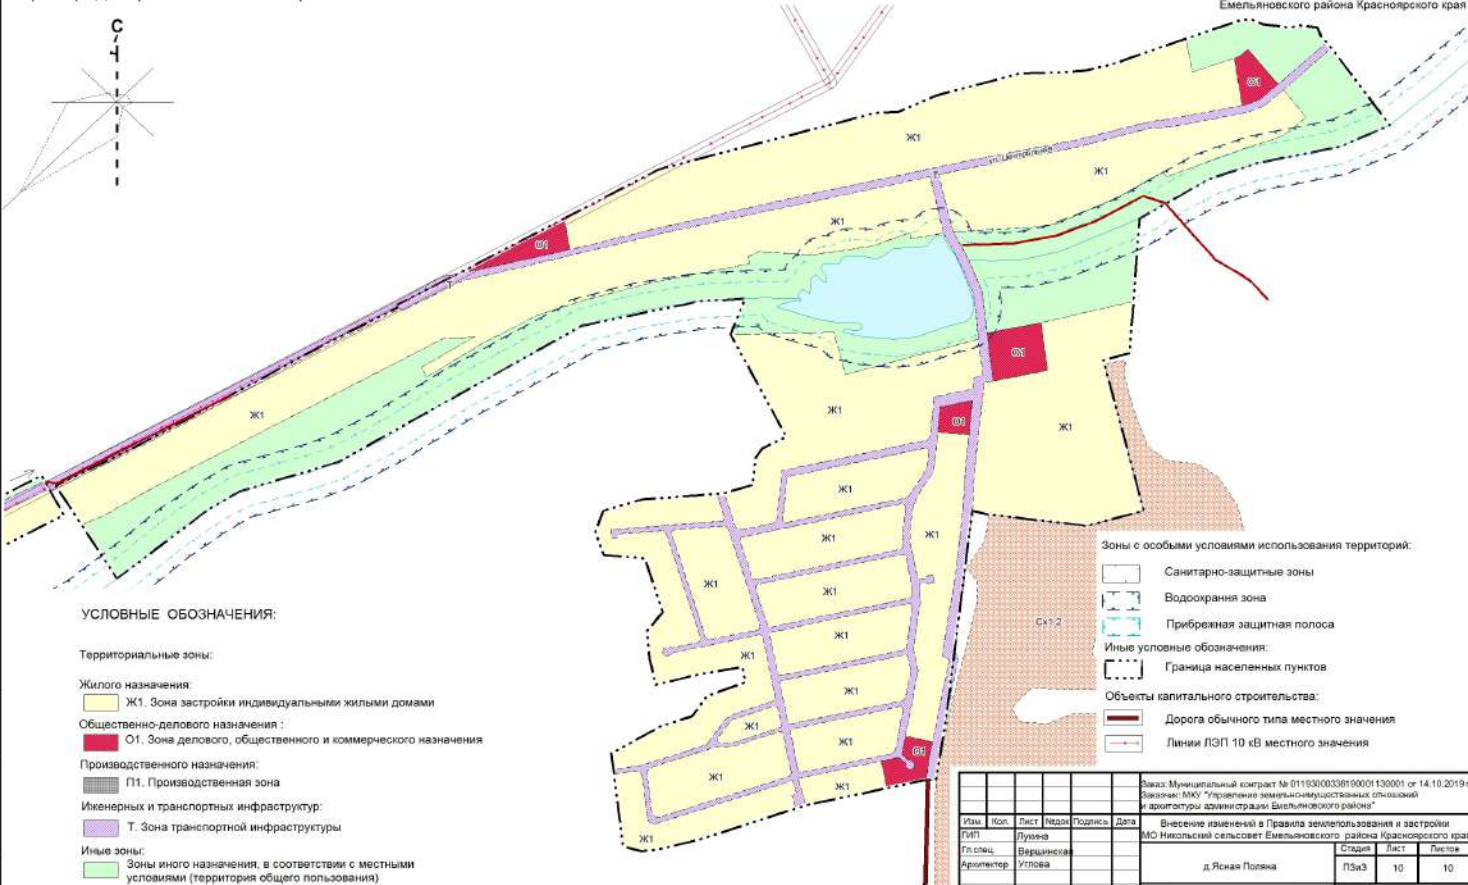 Емельяновского района Красноярского края
С
О1
Ж1
ул. Центральная
Ж1
Ж1
О1
Т
О1
Ж1
Ж1
О1
Ж1
Ж1
Ж1
Ж1
Ж1
Ж1
Сх1.2
Ж1
Ж1
Ж1
Ж1
Ж1
О1
Ж1
Ж1
Ж1
УСЛОВНЫЕ ОБОЗНАЧЕНИЯ:
Территориальные зоны:
Жилого назначения:
Ж1. Зона застройки индивидуальными жилыми домами
Общественно-делового назначения :
О1. Зона делового, общественного и коммерческого назначения
Производственного назначения:
П1. Производственная зона
Иженерных и транспортных инфраструктур:
Т. Зона транспортной инфраструктуры
Иные зоны:
Зоны иного назначения, в соответствии с местными
условиями (территория общего пользования)
Зоны с особыми условиями использования территорий:
Санитарно-защитные зоны
Водоохрання зона
Прибрежная защитная полоса
Иные условные обозначения:
Граница населенных пунктов
Объекты капитального строительства:
Дорога обычного типа местного значения
Линии ЛЭП 10 кВ местного значения
Заказ: Муниципальный контракт № 01193000338190001130001 от 14.10.2019 г
Заказчик: МКУ "Управление земельно-имущественных отношений
и архитектуры администрации Емельяновского района"
Изм. Кол. Лист №док Подпись Дата
Внесение изменений в Правила землепользования и застройки
МО Никольский сельсовет Емельяновского района Красноярского края
ГИП Лукина
Гл.спец. Вершинская
Архитектор Углова
д.Ясная Поляна
Стадия Лист Листов
ПЗиЗ 10 10